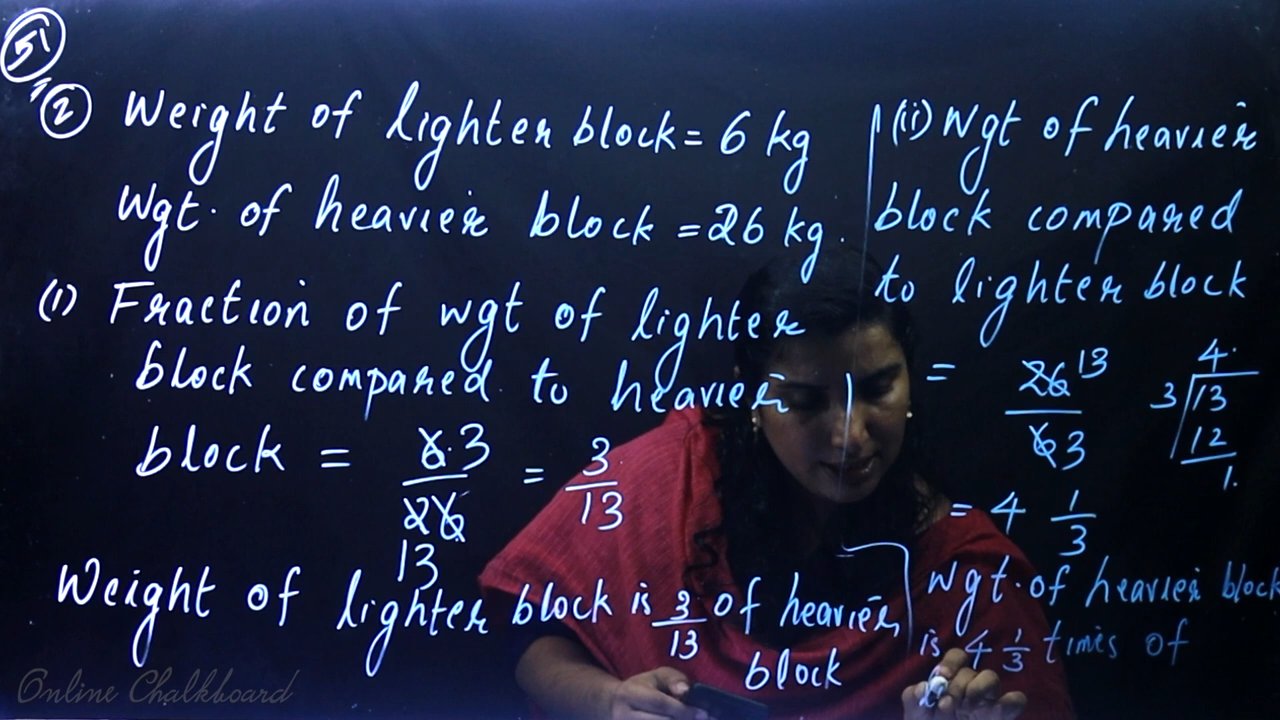 51
2 Weight of lighter block = 6 kg
Wgt. of heavier block = 26 kg.
(i) Fraction of wgt of lighter
block compared to heavier
block = 6 3 / 26 13 = 3/13
Weight of lighter block is 3/13 of heavier
block
(ii) Wgt of heavier
block compared
to lighter block
= 26 13 / 6 3
4
3 13
12
1
= 4 1/3
Wgt. of heavier block
is 4 1/3 times of
Online Chalkboard